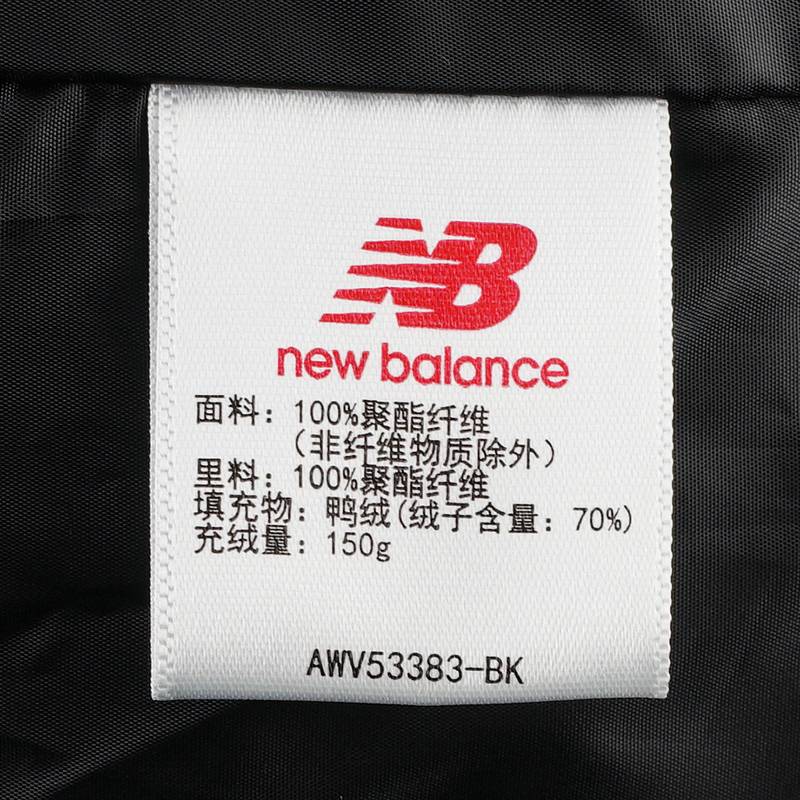 NB
new balance
面料：100%聚酯纤维
（非纤维物质除外）
里料：100%聚酯纤维
填充物：鸭绒(绒子含量：70%)
充绒量：150g
AWV53383-BK